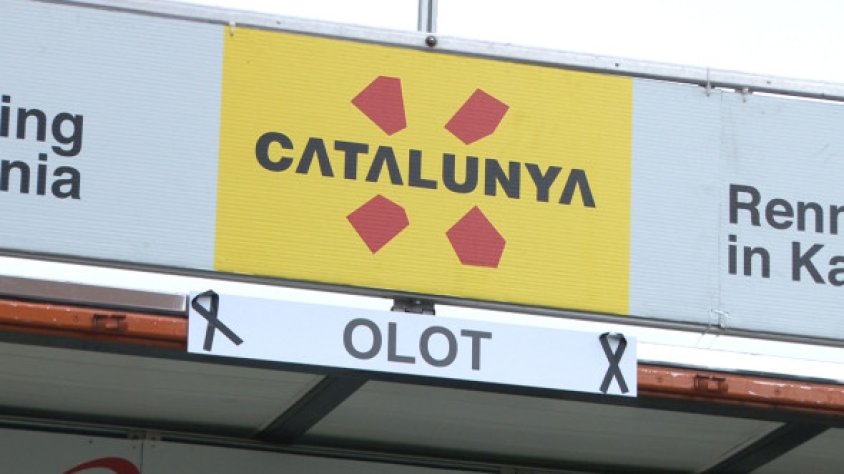 ing
nia
CATALUNYA
Renn
in Ka
OLOT